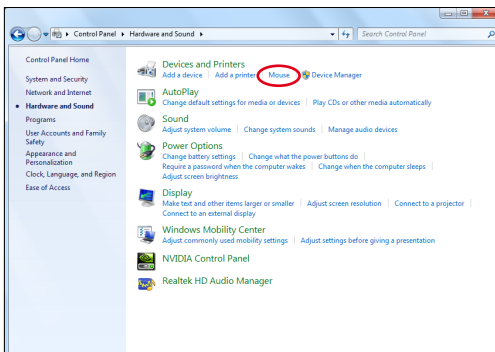 Control Panel Hardware and Sound Search Control Panel
Control Panel Home
System and Security
Network and Internet
Hardware and Sound
Programs
User Accounts and Family
Safety
Appearance and
Personalization
Clock, Language, and Region
Ease of Access
Devices and Printers
Add a device Add a printer Mouse Device Manager
AutoPlay
Change default settings for media or devices Play CDs or other media automatically
Sound
Adjust system volume Change system sounds Manage audio devices
Power Options
Change battery settings Change what the power buttons do
Require a password when the computer wakes Change when the computer sleeps
Adjust screen brightness
Display
Make text and other items larger or smaller Adjust screen resolution Connect to a projector
Connect to an external display
Windows Mobility Center
Adjust commonly used mobility settings Adjust settings before giving a presentation
NVIDIA Control Panel
Realtek HD Audio Manager